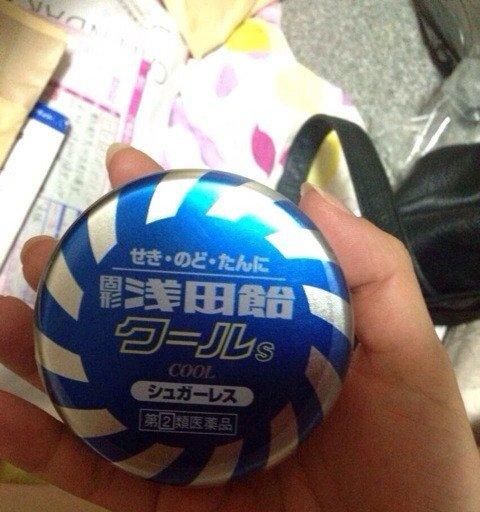 せき・のど・たんに
固形 浅田飴
クールs
COOL
シュガーレス
指②類医薬品